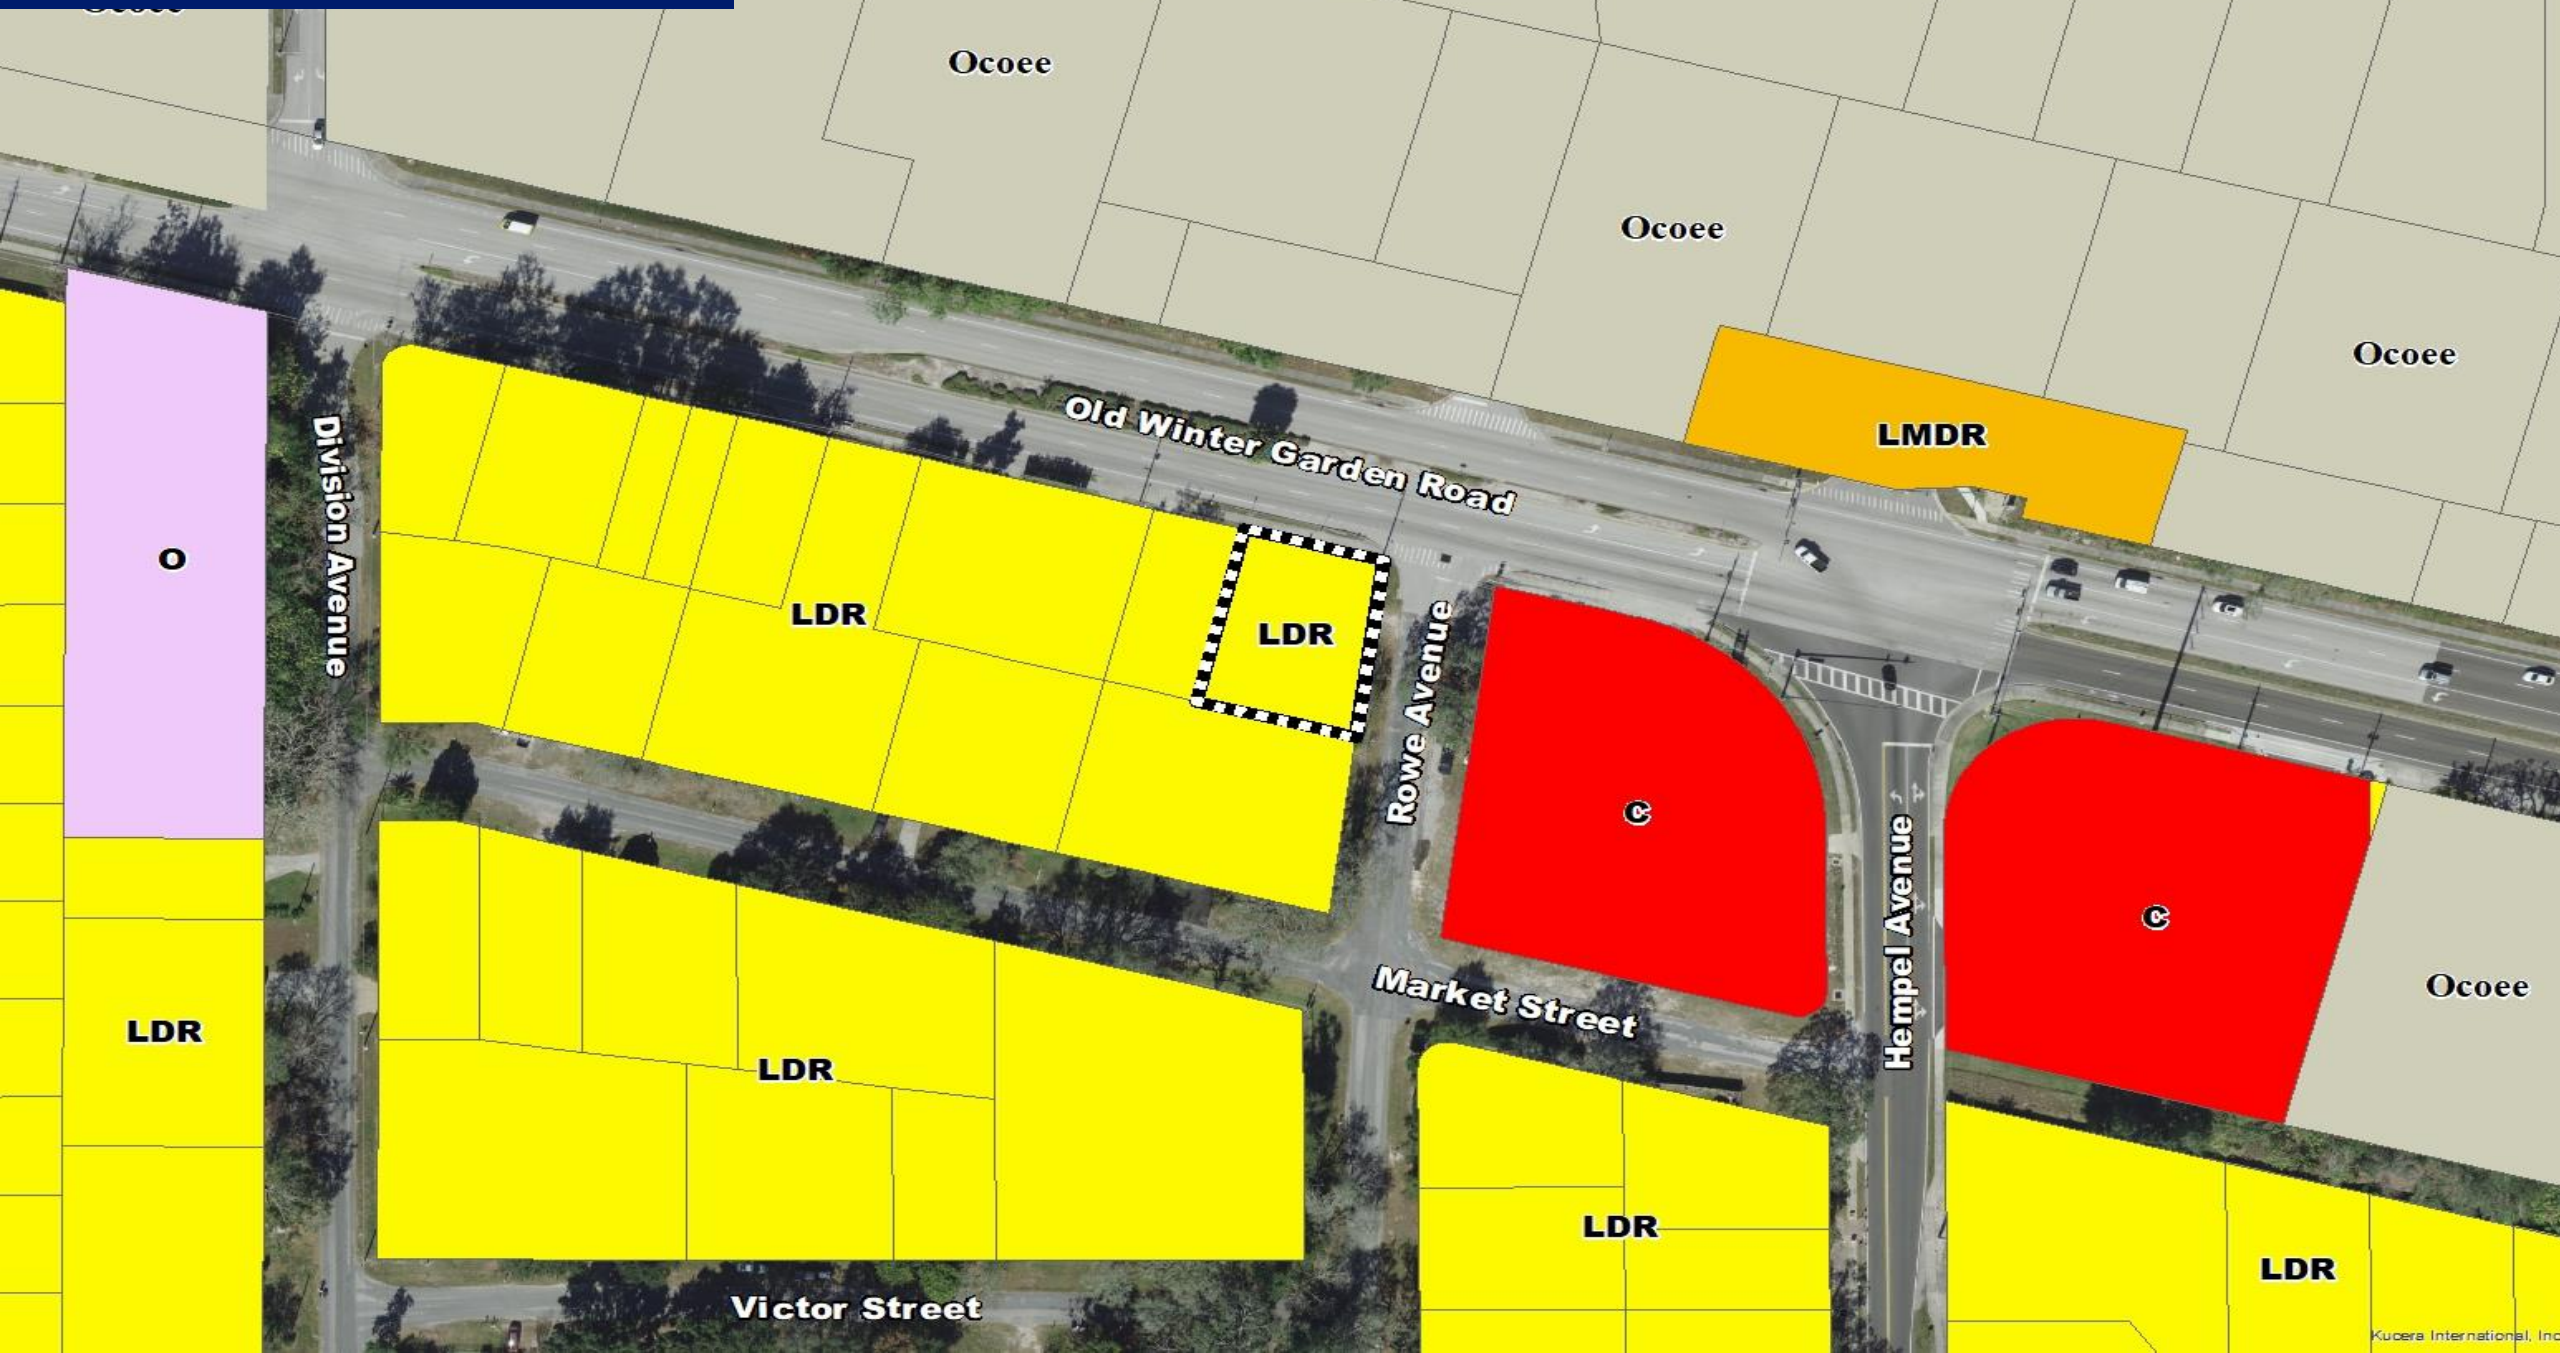 Ocoee
Ocoee
Ocoee
LMDR
Old Winter Garden Road
O
Division Avenue
LDR
LDR
Rowe Avenue
C
C
Hempel Avenue
Ocoee
Market Street
LDR
LDR
LDR
LDR
Victor Street
Kucera International, Inc